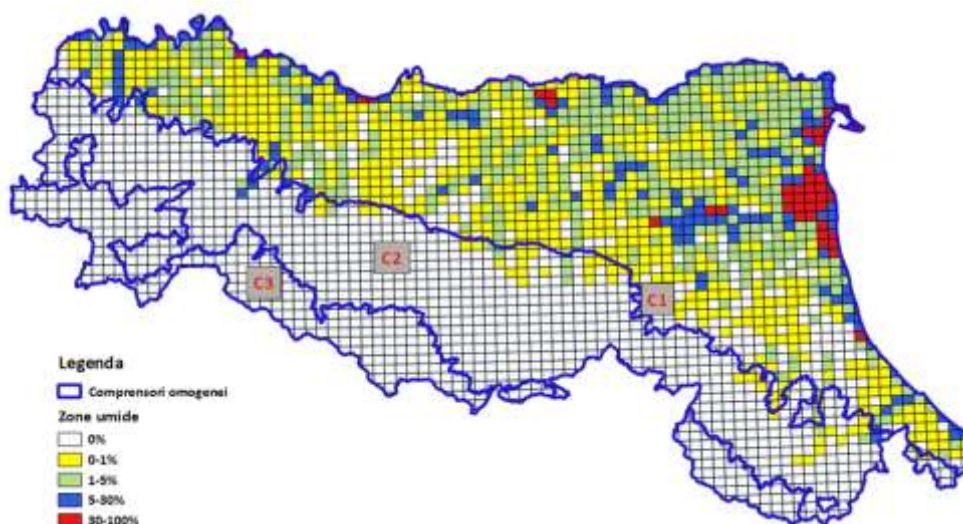 C2
C3
C1
Legenda
Comprensori omogenei
Zone umide
0%
0-1%
1-5%
5-30%
30-100%